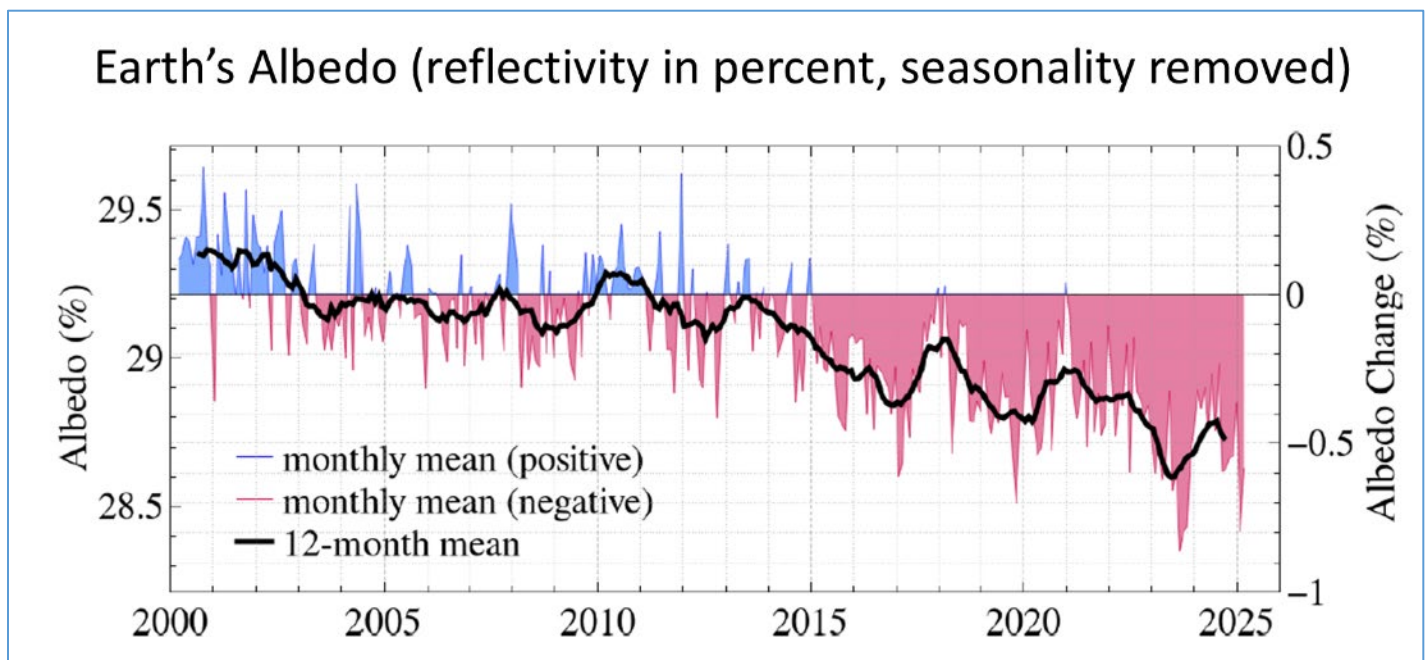 Earth’s Albedo (reflectivity in percent, seasonality removed)
Albedo (%)
29.5
29
28.5
0.5
0
−0.5
−1
Albedo Change (%)
monthly mean (positive)
monthly mean (negative)
12-month mean
2000 2005 2010 2015 2020 2025